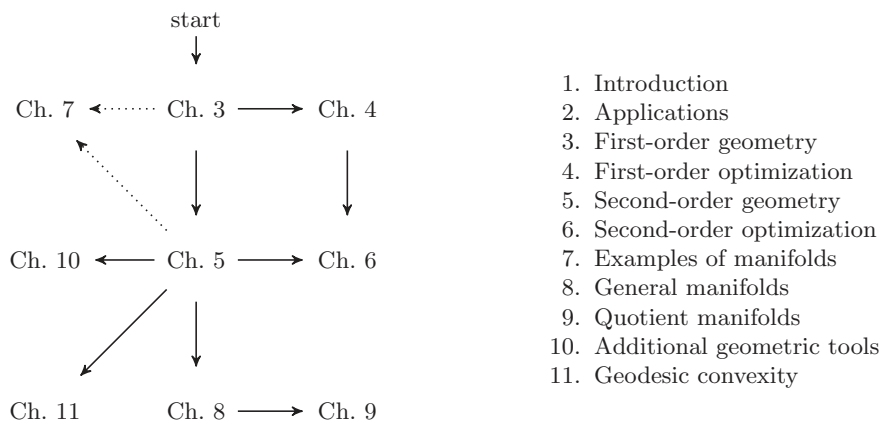 start
Ch. 7 Ch. 3 Ch. 4
Ch. 10 Ch. 5 Ch. 6
Ch. 11 Ch. 8 Ch. 9
1. Introduction
2. Applications
3. First-order geometry
4. First-order optimization
5. Second-order geometry
6. Second-order optimization
7. Examples of manifolds
8. General manifolds
9. Quotient manifolds
10. Additional geometric tools
11. Geodesic convexity